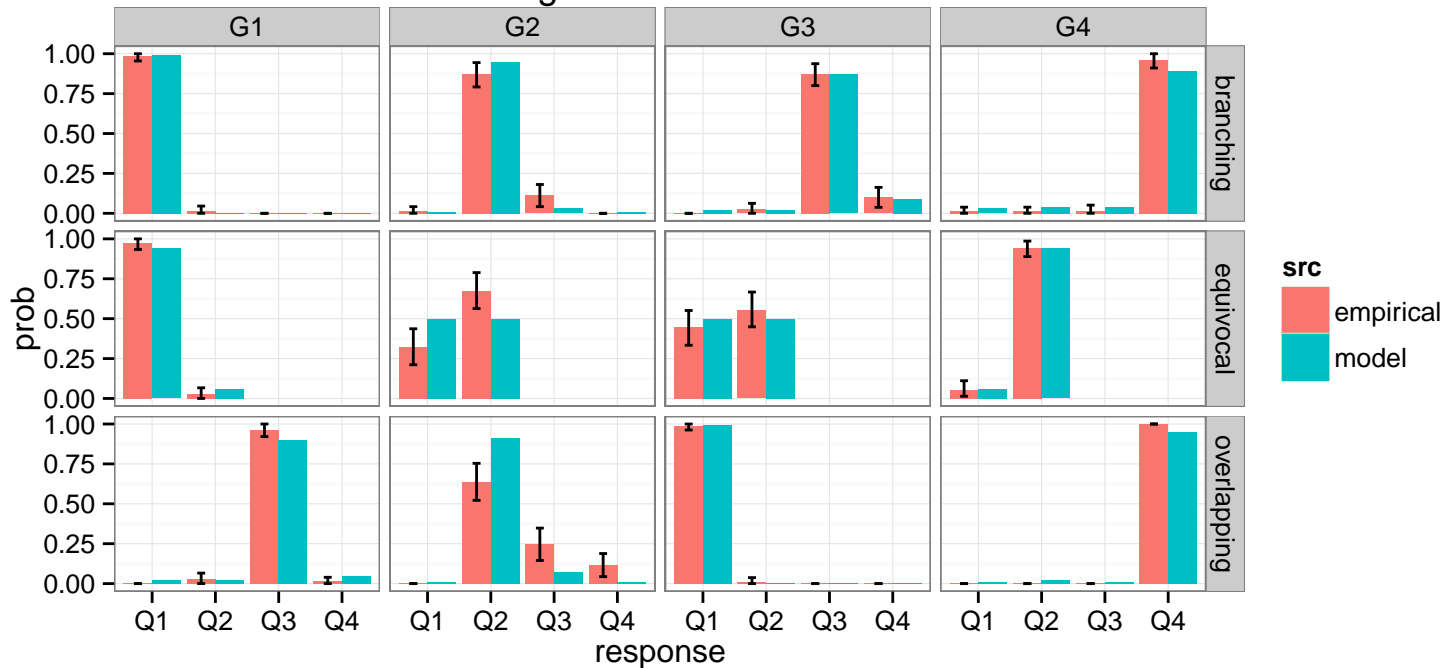 g
G1 G2 G3 G4
1.00
0.75
0.50
0.25
0.00
branching
1.00
0.75
0.50
0.25
0.00
equivocal
1.00
0.75
0.50
0.25
0.00
overlapping
prob
Q1 Q2 Q3 Q4 Q1 Q2 Q3 Q4 Q1 Q2 Q3 Q4 Q1 Q2 Q3 Q4
response
src
empirical
model